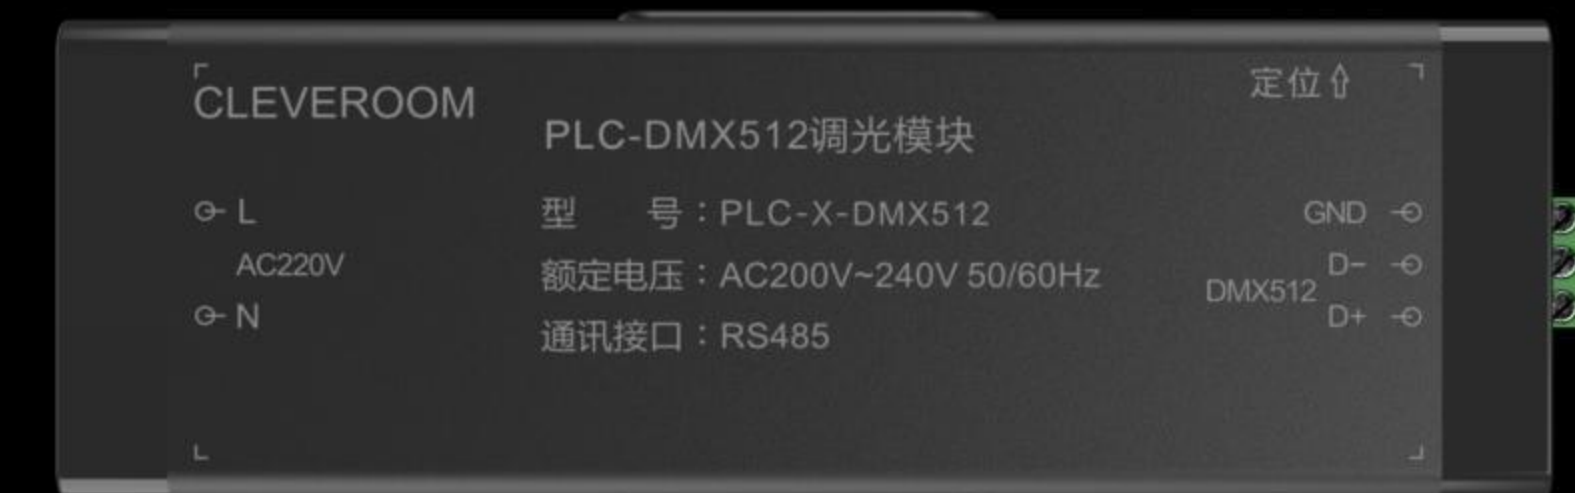 CLEVEROOM
定位⇧
PLC-DMX512调光模块
L
AC220V
N
型 号：PLC-X-DMX512
额定电压：AC200V~240V 50/60Hz
通讯接口：RS485
GND
D−
DMX512
D+